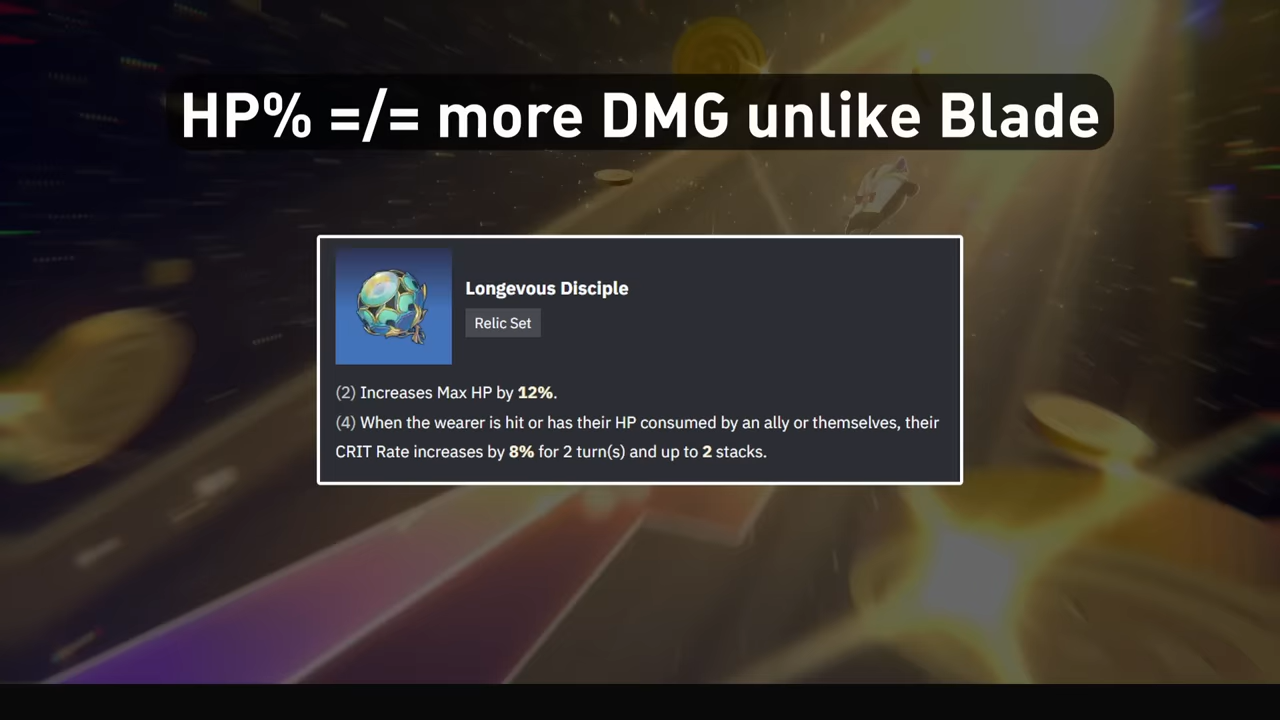 HP% =/= more DMG unlike Blade
Longevous Disciple
Relic Set
(2) Increases Max HP by 12%.
(4) When the wearer is hit or has their HP consumed by an ally or themselves, their
CRIT Rate increases by 8% for 2 turn(s) and up to 2 stacks.